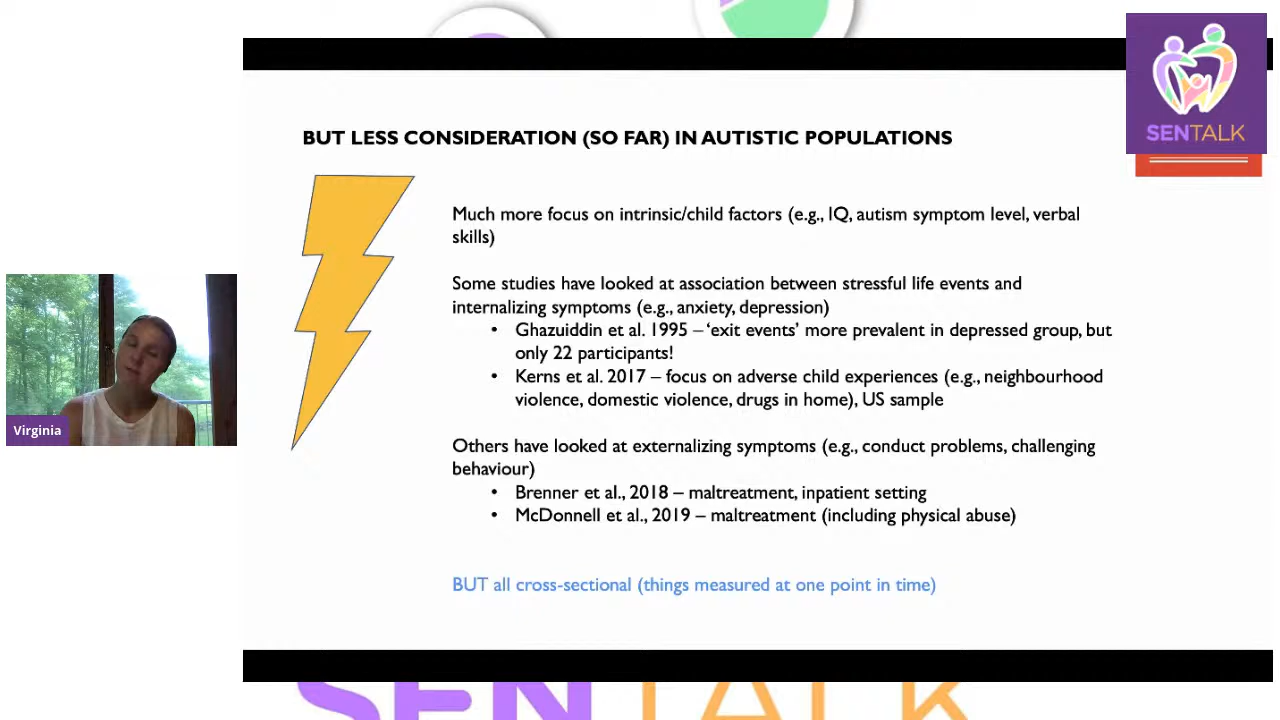 BUT LESS CONSIDERATION (SO FAR) IN AUTISTIC POPULATIONS
SENTALK
Much more focus on intrinsic/child factors (e.g., IQ, autism symptom level, verbal
skills)
Some studies have looked at association between stressful life events and
internalizing symptoms (e.g., anxiety, depression)
• Ghazuiddin et al. 1995 – ‘exit events’ more prevalent in depressed group, but
only 22 participants!
• Kerns et al. 2017 – focus on adverse child experiences (e.g., neighbourhood
violence, domestic violence, drugs in home), US sample
Virginia
Others have looked at externalizing symptoms (e.g., conduct problems, challenging
behaviour)
• Brenner et al., 2018 – maltreatment, inpatient setting
• McDonnell et al., 2019 – maltreatment (including physical abuse)
BUT all cross-sectional (things measured at one point in time)
SENTALK